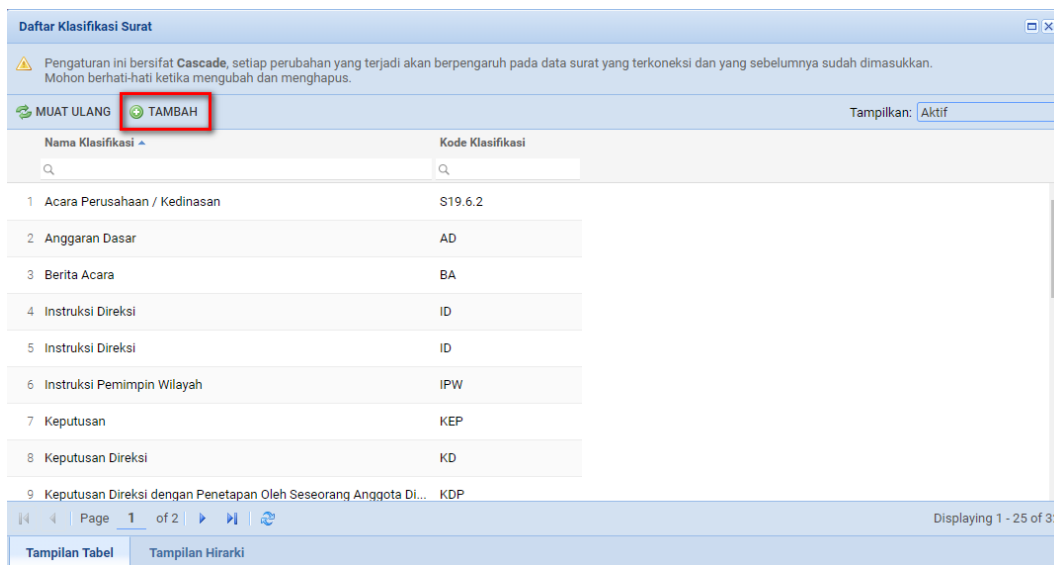 Daftar Klasifikasi Surat
Pengaturan ini bersifat Cascade, setiap perubahan yang terjadi akan berpengaruh pada data surat yang terkoneksi dan yang sebelumnya sudah dimasukkan.
Mohon berhati-hati ketika mengubah dan menghapus.
MUAT ULANG TAMBAH Tampilkan: Aktif
Nama Klasifikasi Kode Klasifikasi
1 Acara Perusahaan / Kedinasan S19.6.2
2 Anggaran Dasar AD
3 Berita Acara BA
4 Instruksi Direksi ID
5 Instruksi Direksi ID
6 Instruksi Pemimpin Wilayah IPW
7 Keputusan KEP
8 Keputusan Direksi KD
9 Keputusan Direksi dengan Penetapan Oleh Seseorang Anggota Di... KDP
Page 1 of 2 Displaying 1 - 25 of
Tampilan Tabel Tampilan Hirarki